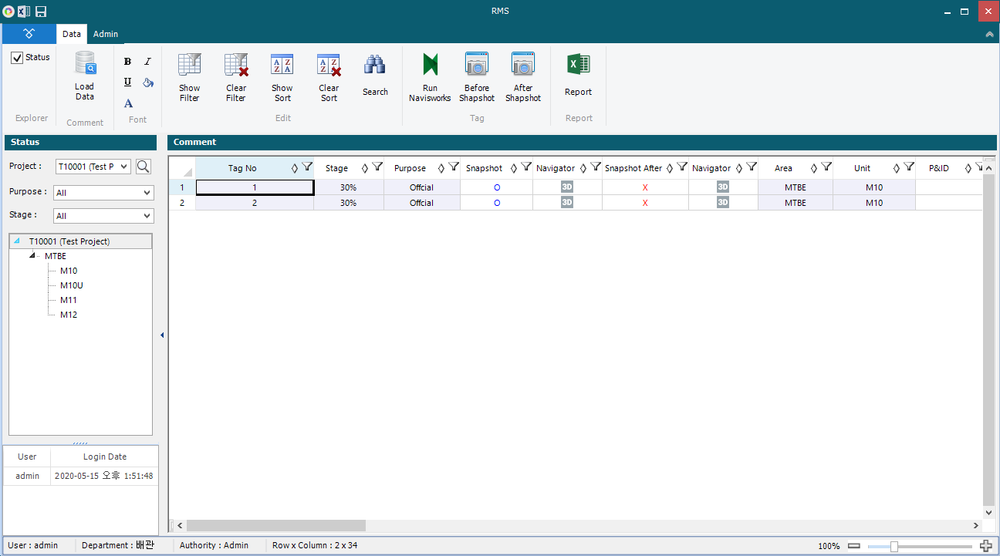 RMS
Data Admin
Status
Load Data
B I
U
A
Show Filter
Clear Filter
Show Sort
Clear Sort
Search
Run Navisworks
Before Shapshot
After Shapshot
Report
Explorer Comment Font Edit Tag Report
Status
Project : T10001 (Test P
Purpose : All
Stage : All
T10001 (Test Project)
MTBE
M10
M10U
M11
M12
User Login Date
admin 2020-05-15 오후 1:51:48
Comment
Tag No Stage Purpose Snapshot Navigator Snapshot After Navigator Area Unit P&ID
1 1 30% Offcial O 3D X 3D MTBE M10
2 2 30% Offcial O 3D X 3D MTBE M10
User : admin Department : 배관 Authority : Admin Row x Column : 2 x 34 100%